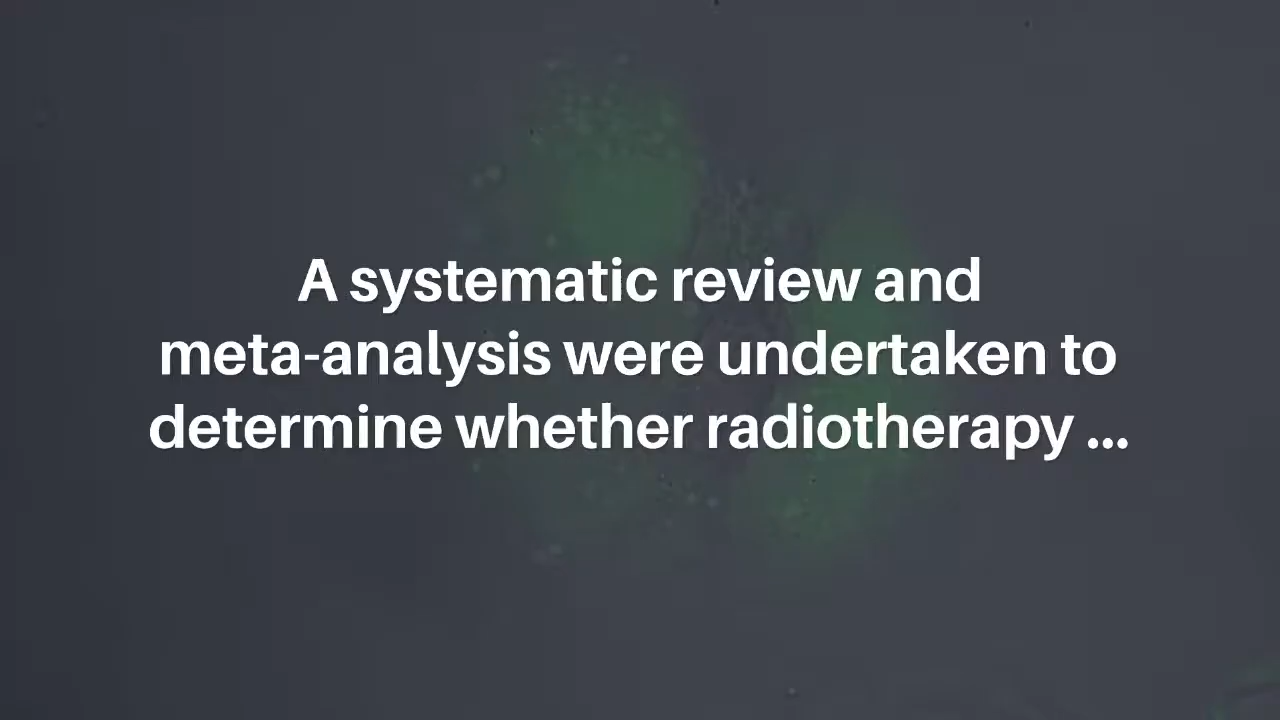 A systematic review and
meta-analysis were undertaken to
determine whether radiotherapy ...